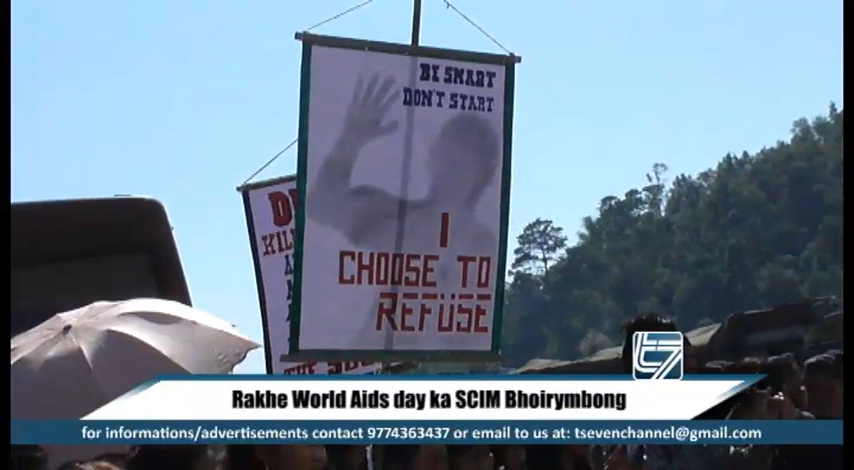 BE SMART
DON'T START
I
CHOOSE TO
REFUSE
T7
Rakhe World Aids day ka SCIM Bhoirymbong
for informations/advertisements contact 9774363437 or email to us at: tsevenchannel@gmail.com